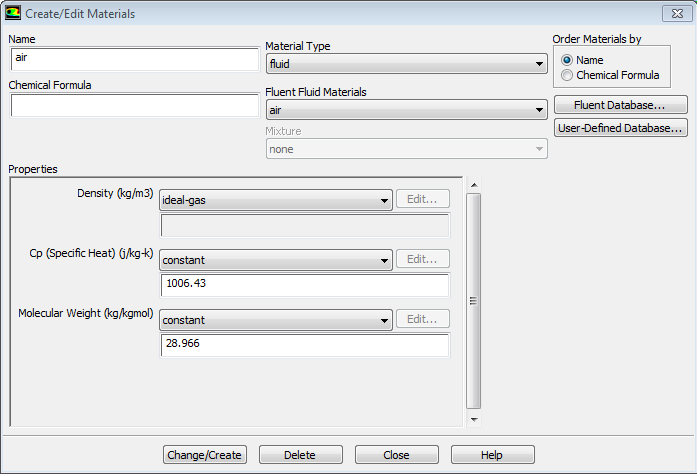 Create/Edit Materials
Name
air
Material Type
fluid
Order Materials by
Name
Chemical Formula
Chemical Formula
Fluent Fluid Materials
air
Fluent Database...
User-Defined Database...
Mixture
none
Properties
Density (kg/m3)
ideal-gas
Edit...
Cp (Specific Heat) (j/kg-k)
constant
Edit...
1006.43
Molecular Weight (kg/kgmol)
constant
Edit...
28.966
Change/Create
Delete
Close
Help